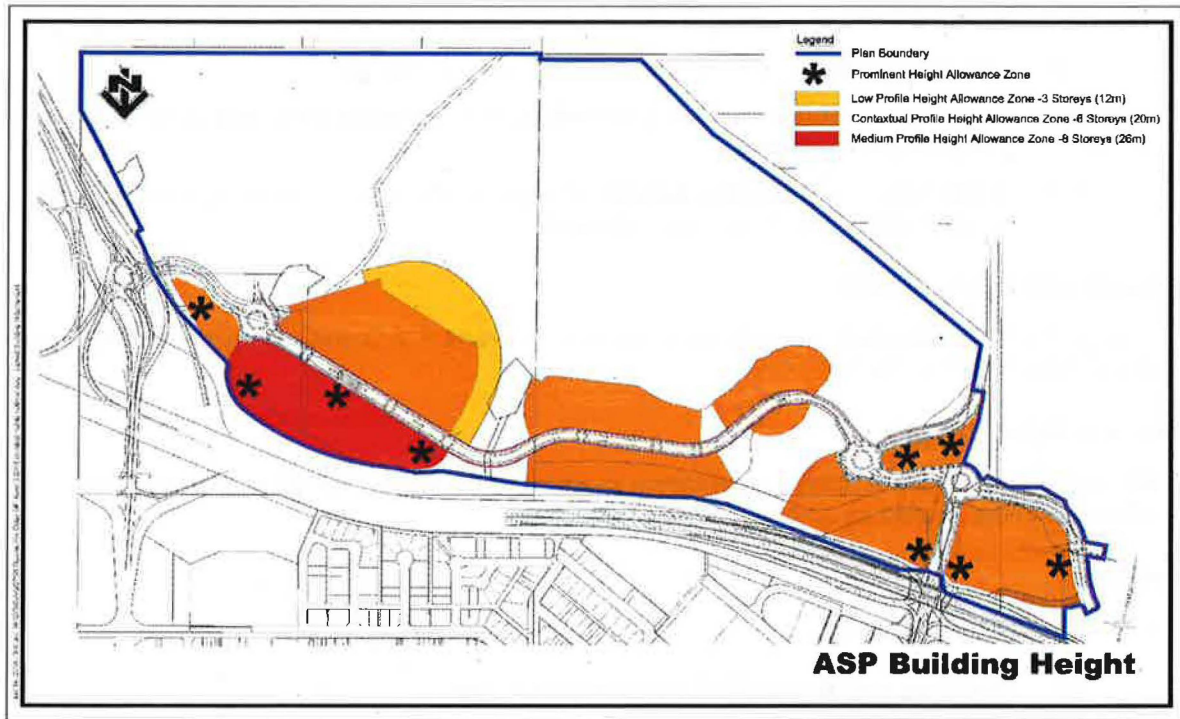 Legend
Plan Boundary
Prominent Height Allowance Zone
Low Profile Height Allowance Zone -3 Storeys (12m)
Contextual Profile Height Allowance Zone -6 Storeys (20m)
Medium Profile Height Allowance Zone -8 Storeys (26m)
N
ASP Building Height